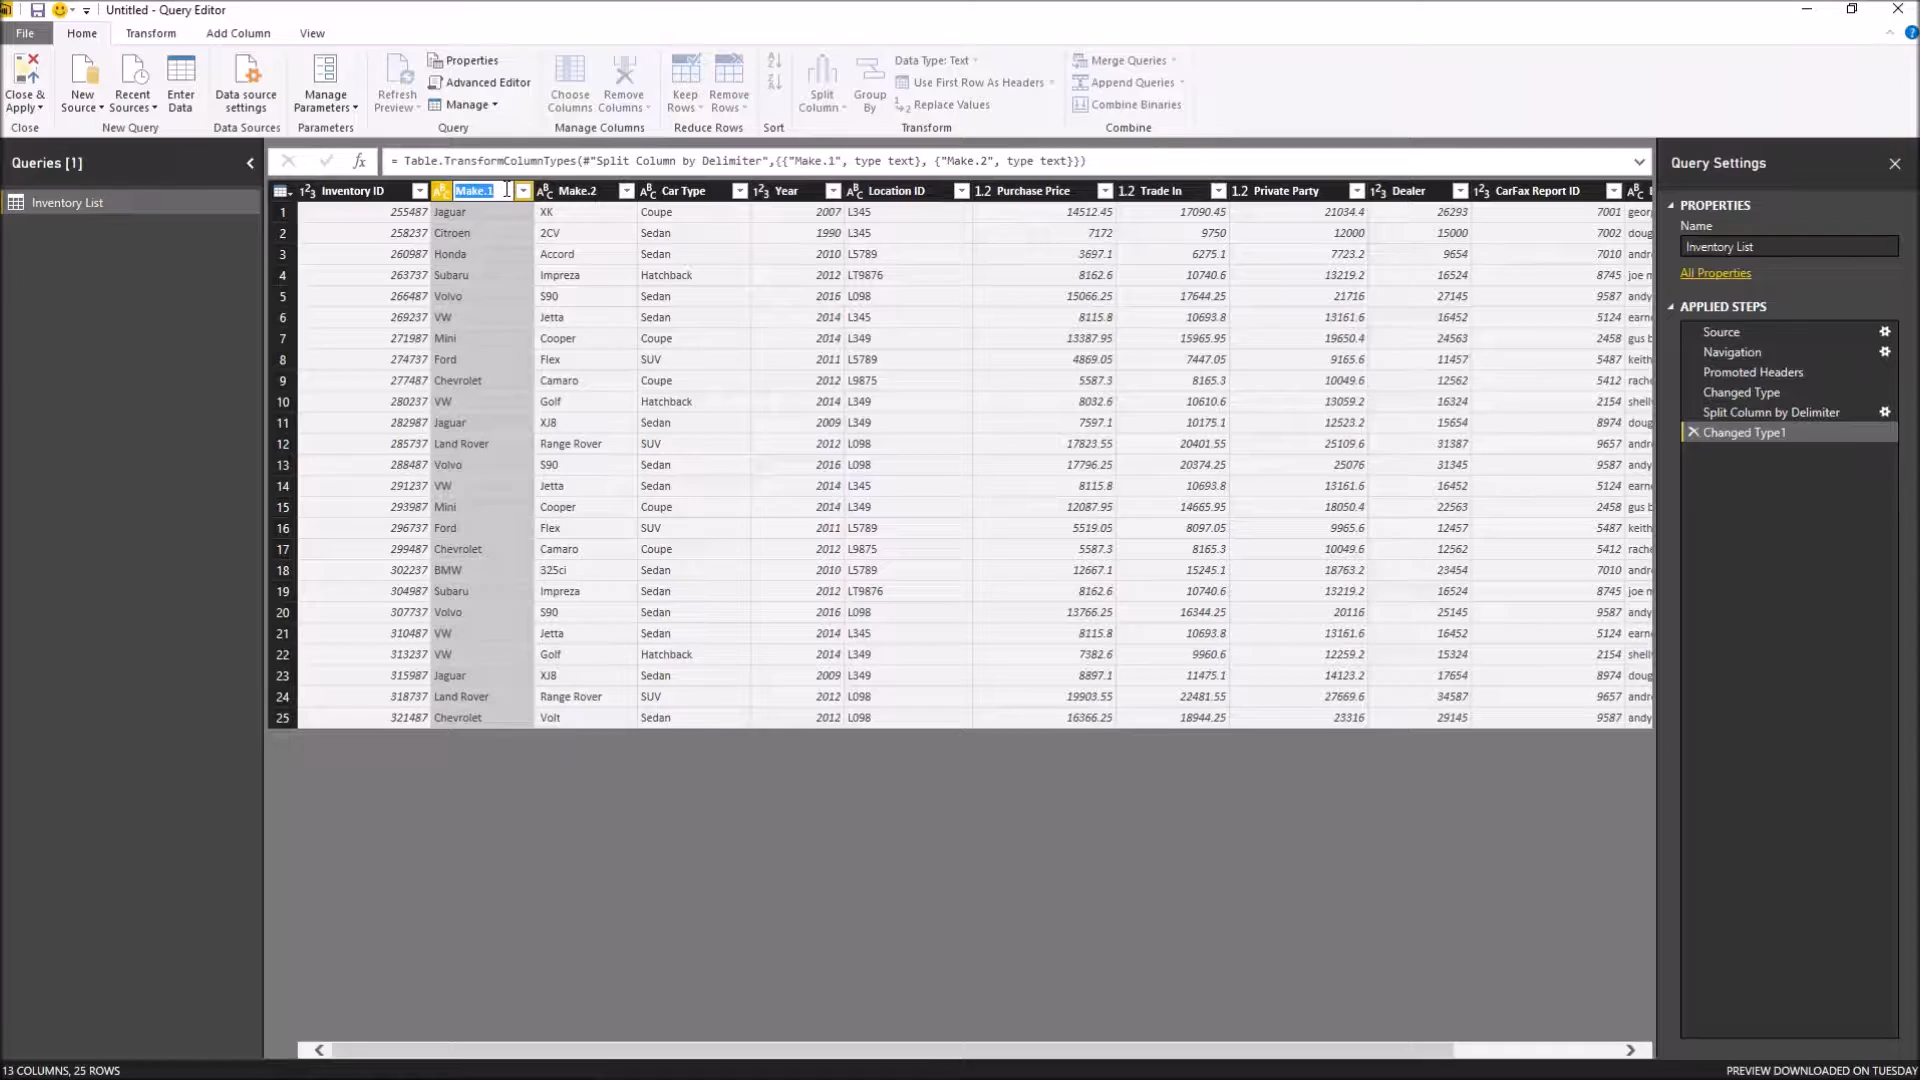 Untitled - Query Editor
File Home Transform Add Column View
Close & Apply
New Source
Recent Sources
Enter Data
Data source settings
Manage Parameters
Refresh Preview
Properties
Advanced Editor
Manage
Choose Columns
Remove Columns
Keep Rows
Remove Rows
Split Column
Group By
Data Type: Text
Use First Row As Headers
Replace Values
Merge Queries
Append Queries
Combine Binaries
Close New Query Data Sources Parameters Query Manage Columns Reduce Rows Sort Transform Combine
Queries [1]
Inventory List
fx = Table.TransformColumnTypes(#"Split Column by Delimiter",{{"Make.1", type text}, {"Make.2", type text}})
Inventory ID Make.1 Make.2 Car Type Year Location ID Purchase Price Trade In Private Party Dealer CarFax Report ID
1 255487 Jaguar XK Coupe 2007 L345 14512.45 17090.45 21034.4 26293 7001 geor
2 258237 Citroen 2CV Sedan 1990 L345 7172 9750 12000 15000 7002 doug
3 260987 Honda Accord Sedan 2010 L5789 3697.1 6275.1 7723.2 9654 7010 andr
4 263737 Subaru Impreza Hatchback 2012 LT9876 8162.6 10740.6 13219.2 16524 8745 joe m
5 266487 Volvo S90 Sedan 2016 L098 15066.25 17644.25 21716 27145 9587 andy
6 269237 VW Jetta Sedan 2014 L345 8115.8 10693.8 13161.6 16452 5124 earn
7 271987 Mini Cooper Coupe 2014 L349 13387.95 15965.95 19650.4 24563 2458 gus b
8 274737 Ford Flex SUV 2011 L5789 4869.05 7447.05 9165.6 11457 5487 keith
9 277487 Chevrolet Camaro Coupe 2012 L9875 5587.3 8165.3 10049.6 12562 5412 rache
10 280237 VW Golf Hatchback 2014 L349 8032.6 10610.6 13059.2 16324 2154 shell
11 282987 Jaguar XJ8 Sedan 2009 L349 7597.1 10175.1 12523.2 15654 8974 doug
12 285737 Land Rover Range Rover SUV 2012 L098 17823.55 20401.55 25109.6 31387 9657 andr
13 288487 Volvo S90 Sedan 2016 L098 17796.25 20374.25 25076 31345 9587 andy
14 291237 VW Jetta Sedan 2014 L345 8115.8 10693.8 13161.6 16452 5124 earn
15 293987 Mini Cooper Coupe 2014 L349 12087.95 14665.95 18050.4 22563 2458 gus b
16 296737 Ford Flex SUV 2011 L5789 5519.05 8097.05 9965.6 12457 5487 keith
17 299487 Chevrolet Camaro Coupe 2012 L9875 5587.3 8165.3 10049.6 12562 5412 rache
18 302237 BMW 325ci Sedan 2010 L5789 12667.1 15245.1 18763.2 23454 7010 andr
19 304987 Subaru Impreza Sedan 2012 LT9876 8162.6 10740.6 13219.2 16524 8745 joe m
20 307737 Volvo S90 Sedan 2016 L098 13766.25 16344.25 20116 25145 9587 andy
21 310487 VW Jetta Sedan 2014 L345 8115.8 10693.8 13161.6 16452 5124 earn
22 313237 VW Golf Hatchback 2014 L349 7382.6 9960.6 12259.2 15324 2154 shell
23 315987 Jaguar XJ8 Sedan 2009 L349 8897.1 11475.1 14123.2 17654 8974 doug
24 318737 Land Rover Range Rover SUV 2012 L098 19903.55 22481.55 27669.6 34587 9657 andr
25 321487 Chevrolet Volt Sedan 2012 L098 16366.25 18944.25 23316 29145 9587 andy
Query Settings
PROPERTIES
Name
Inventory List
All Properties
APPLIED STEPS
Source
Navigation
Promoted Headers
Changed Type
Split Column by Delimiter
Changed Type1
13 COLUMNS, 25 ROWS
PREVIEW DOWNLOADED ON TUESDAY